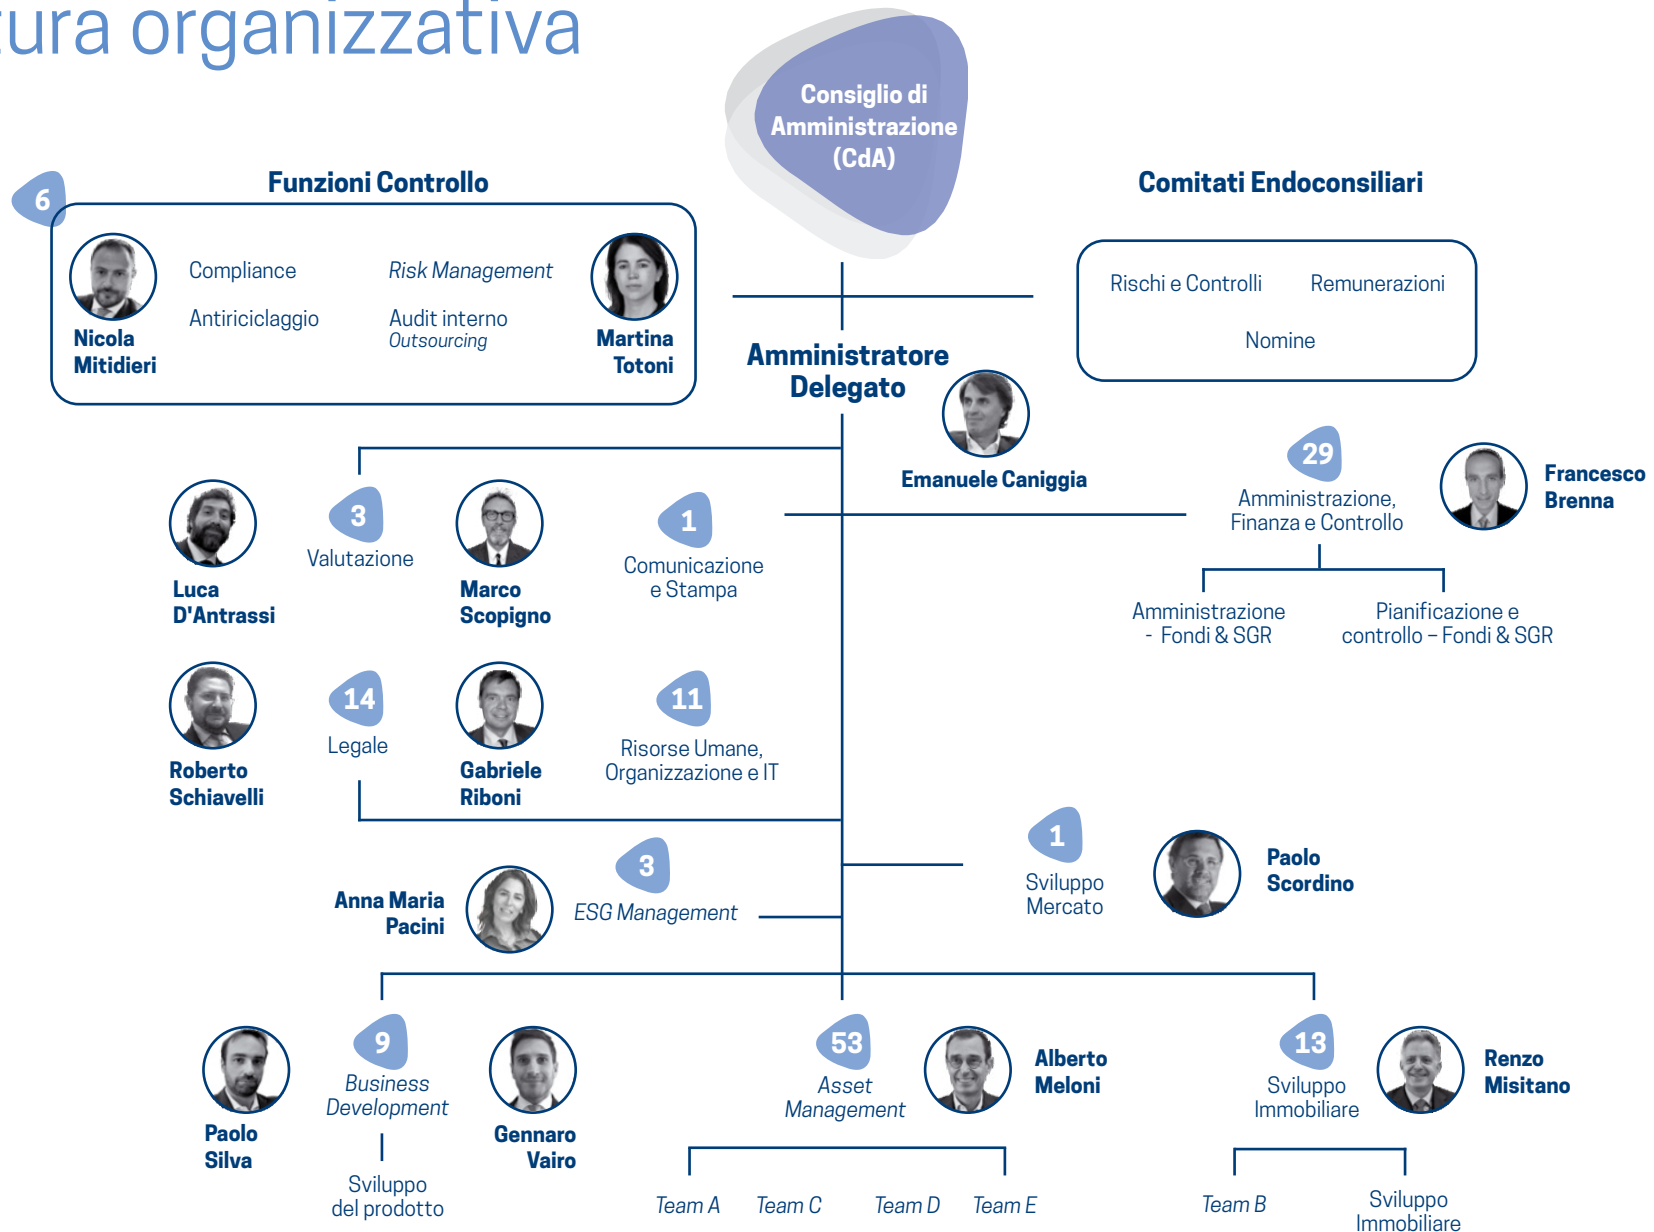 tura organizzativa
Consiglio di
Amministrazione
(CdA)
Funzioni Controllo
6
Nicola
Mitidieri
Compliance
Antiriciclaggio
Risk Management
Audit interno
Outsourcing
Martina
Totoni
Comitati Endoconsiliari
Rischi e Controlli
Remunerazioni
Nomine
Amministratore
Delegato
Emanuele Caniggia
Luca
D'Antrassi
3
Valutazione
Marco
Scopigno
1
Comunicazione
e Stampa
29
Amministrazione,
Finanza e Controllo
Francesco
Brenna
Amministrazione
- Fondi & SGR
Pianificazione e
controllo – Fondi & SGR
Roberto
Schiavelli
14
Legale
Gabriele
Riboni
11
Risorse Umane,
Organizzazione e IT
Anna Maria
Pacini
3
ESG Management
1
Sviluppo
Mercato
Paolo
Scordino
Paolo
Silva
9
Business
Development
Gennaro
Vairo
Sviluppo
del prodotto
53
Asset
Management
Alberto
Meloni
Team A
Team C
Team D
Team E
13
Sviluppo
Immobiliare
Renzo
Misitano
Team B
Sviluppo
Immobiliare